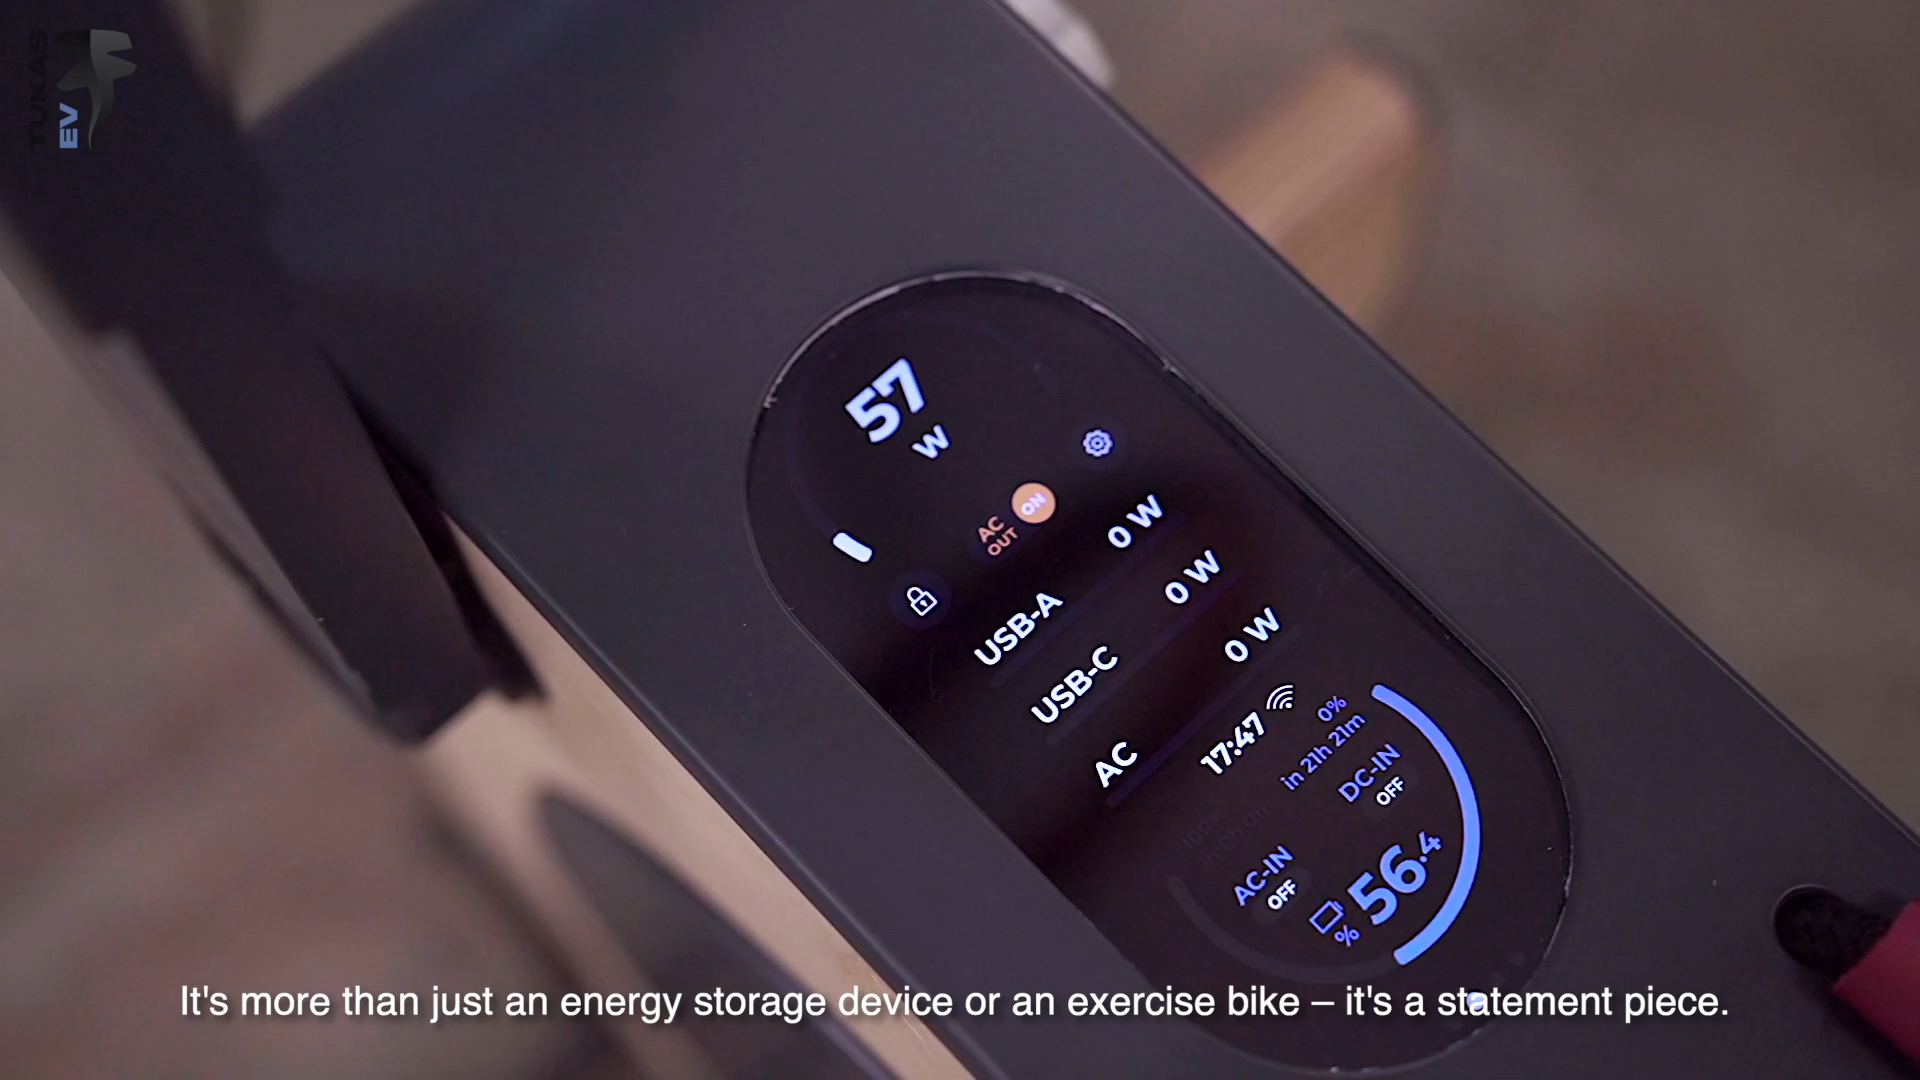 TUKAS
EV
57
W
AC
OUT
ON
USB-A 0 W
USB-C 0 W
AC 0 W
17:47
0%
in 21h 21m
DC-IN
OFF
AC-IN
OFF
56.4
%
It's more than just an energy storage device or an exercise bike – it's a statement piece.